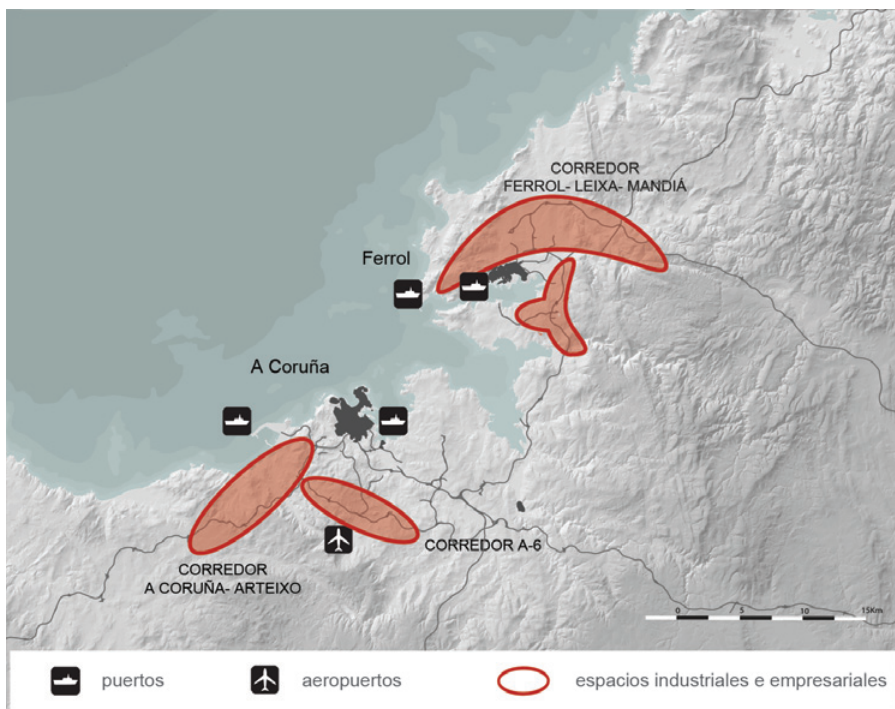 CORREDOR
FERROL- LEIXA- MANDIÁ
Ferrol
A Coruña
CORREDOR A-6
CORREDOR
A CORUÑA- ARTEIXO
0 5 10 15Km
puertos
aeropuertos
espacios industriales e empresariales